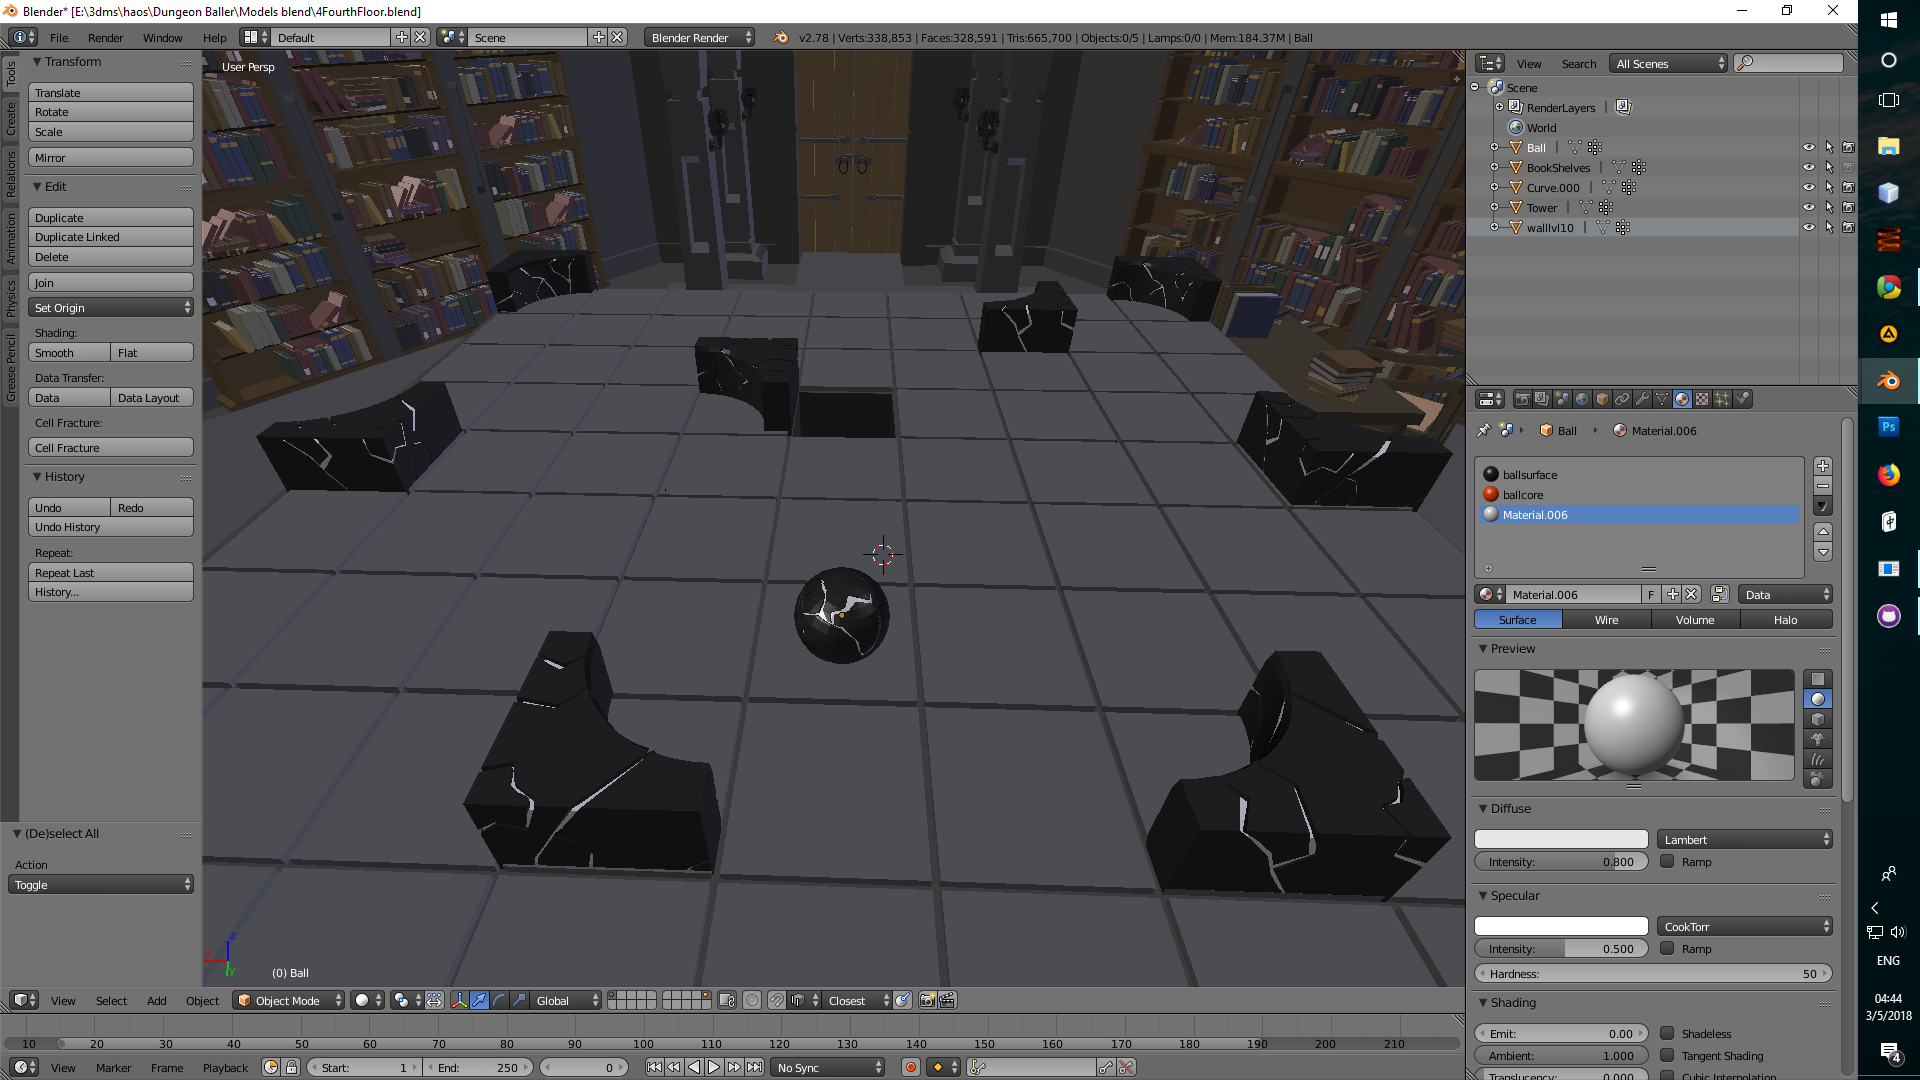 Blender* [E:\3dms\haos\Dungeon Baller\Models blend\4FourthFloor.blend]
File Render Window Help Default Scene Blender Render v2.78 | Verts:338,853 | Faces:328,591 | Tris:665,700 | Objects:0/5 | Lamps:0/0 | Mem:184.37M | Ball
Tools
Create
Relations
Animation
Physics
Grease Pencil
Transform
Translate
Rotate
Scale
Mirror
Edit
Duplicate
Duplicate Linked
Delete
Join
Set Origin
Shading:
Smooth Flat
Data Transfer:
Data Data Layout
Cell Fracture:
Cell Fracture
History
Undo Redo
Undo History
Repeat:
Repeat Last
History...
(De)select All
Action
Toggle
User Persp
z
y
(0) Ball
View Select Add Object Object Mode Global Closest
10 20 30 40 50 60 70 80 90 100 110 120 130 140 150 160 170 180 190 200 210
View Marker Frame Playback Start: 1 End: 250 0 No Sync
View Search All Scenes
Scene
RenderLayers
World
Ball
BookShelves
Curve.000
Tower
walllvl10
Ball Material.006
ballsurface
ballcore
Material.006
Material.006 F Data
Surface Wire Volume Halo
Preview
Diffuse
Lambert
Intensity: 0.800 Ramp
Specular
CookTorr
Intensity: 0.500 Ramp
Hardness: 50
Shading
Emit: 0.00 Shadeless
Ambient: 1.000 Tangent Shading
Translucency: 0.000 Cubic Interpolation
Ps
ENG
04:44
3/5/2018
4